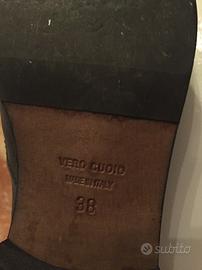 VERO CUOIO
MADE IN ITALY
38
subito